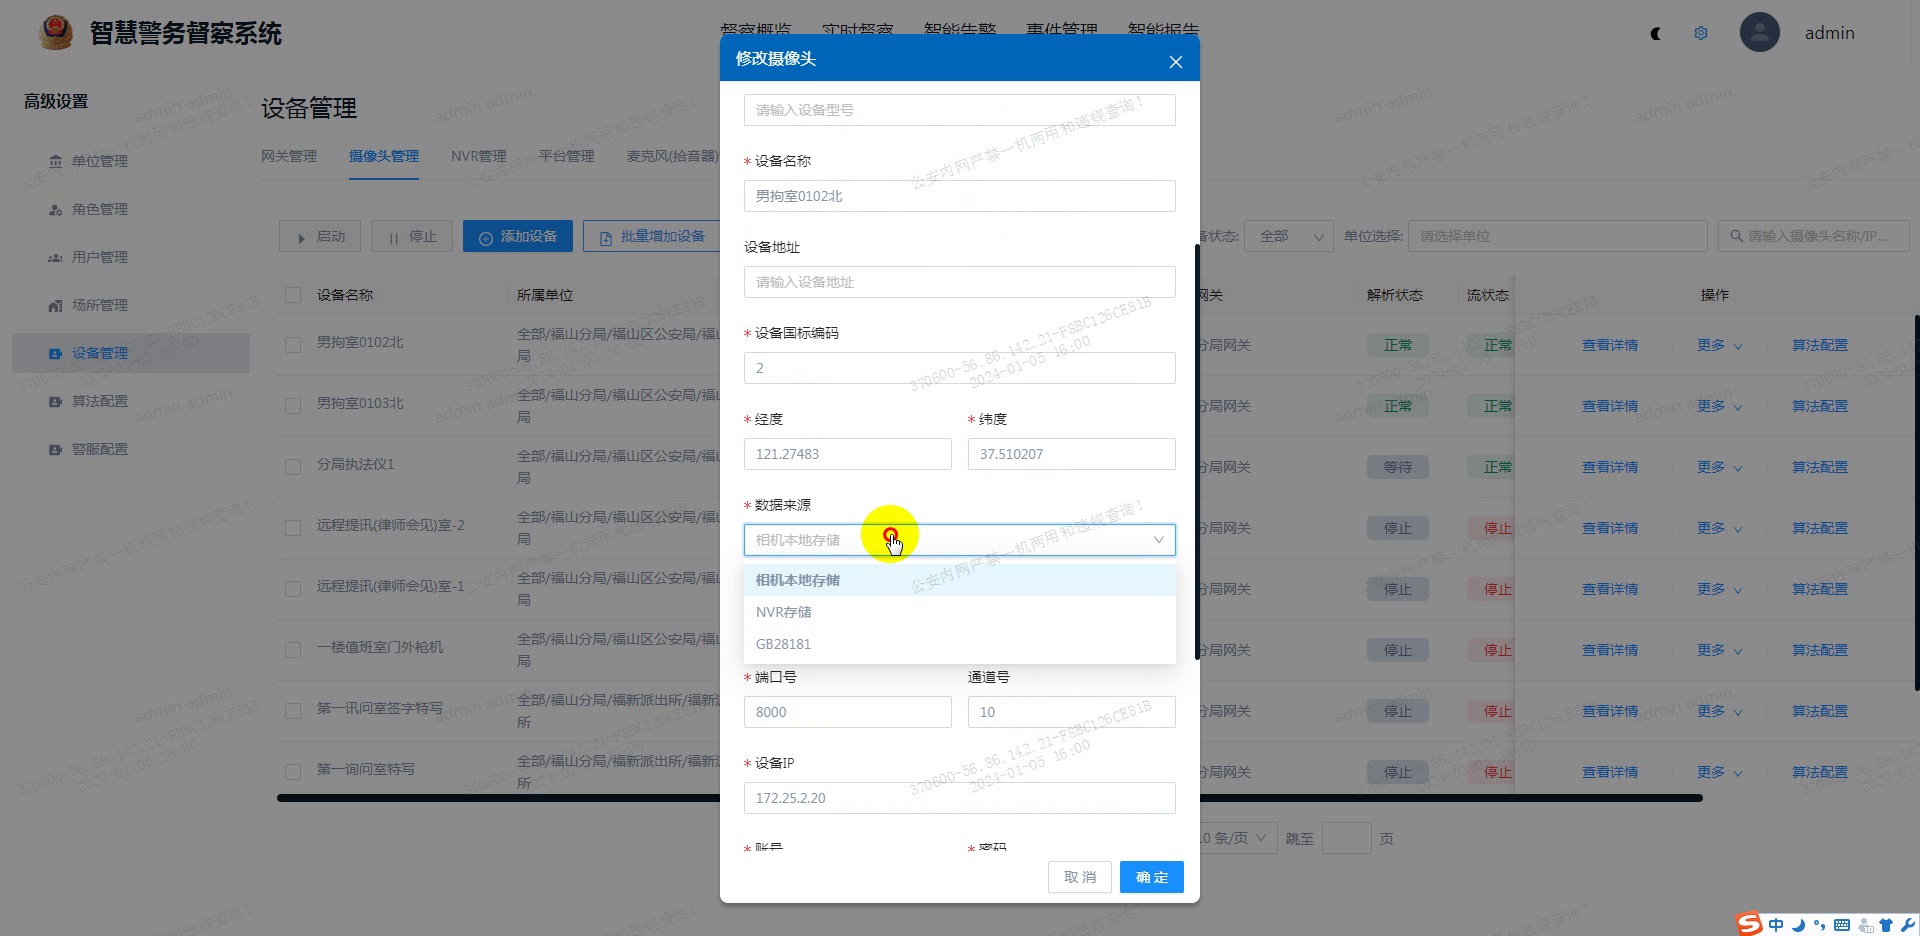 智慧警务督察系统
督察概览 实时督察 智能告警 事件管理 智能报告
admin
高级设置
单位管理
角色管理
用户管理
场所管理
设备管理
算法配置
警服配置
设备管理
网关管理 摄像头管理 NVR管理 平台管理 麦克风(拾音器)
启动 停止 添加设备 批量增加设备
状态: 全部 单位选择: 请选择单位 请输入摄像头名称/IP...
设备名称 所属单位 网关 解析状态 流状态 操作
男拘室0102北 全部/福山分局/福山区公安局/福山
局
分局网关 正常 正常 查看详情 更多 算法配置
男拘室0103北 全部/福山分局/福山区公安局/福山
局
分局网关 正常 正常 查看详情 更多 算法配置
分局执法仪1 全部/福山分局/福山区公安局/福山
局
分局网关 等待 正常 查看详情 更多 算法配置
远程提讯(律师会见)室-2 全部/福山分局/福山区公安局/福山
局
分局网关 停止 停止 查看详情 更多 算法配置
远程提讯(律师会见)室-1 全部/福山分局/福山区公安局/福山
局
分局网关 停止 停止 查看详情 更多 算法配置
一楼值班室门外枪机 全部/福山分局/福山区公安局/福山
局
分局网关 停止 停止 查看详情 更多 算法配置
第一讯问室签字特写 全部/福山分局/福新派出所/福新派
所
分局网关 停止 停止 查看详情 更多 算法配置
第一询问室特写 全部/福山分局/福新派出所/福新派
所
分局网关 停止 停止 查看详情 更多 算法配置
0 条/页 跳至 页
修改摄像头
请输入设备型号
* 设备名称
男拘室0102北
设备地址
请输入设备地址
* 设备国标编码
2
* 经度 * 纬度
121.27483 37.510207
* 数据来源
相机本地存储
相机本地存储
NVR存储
GB28181
* 端口号 通道号
8000 10
* 设备IP
172.25.2.20
* 账号 * 密码
取 消 确 定
admin admin
公安内网严禁一机两用和违规查询!
370600-56.86.142.21-F8BC126CE81B
2024-01-05 16:00
中